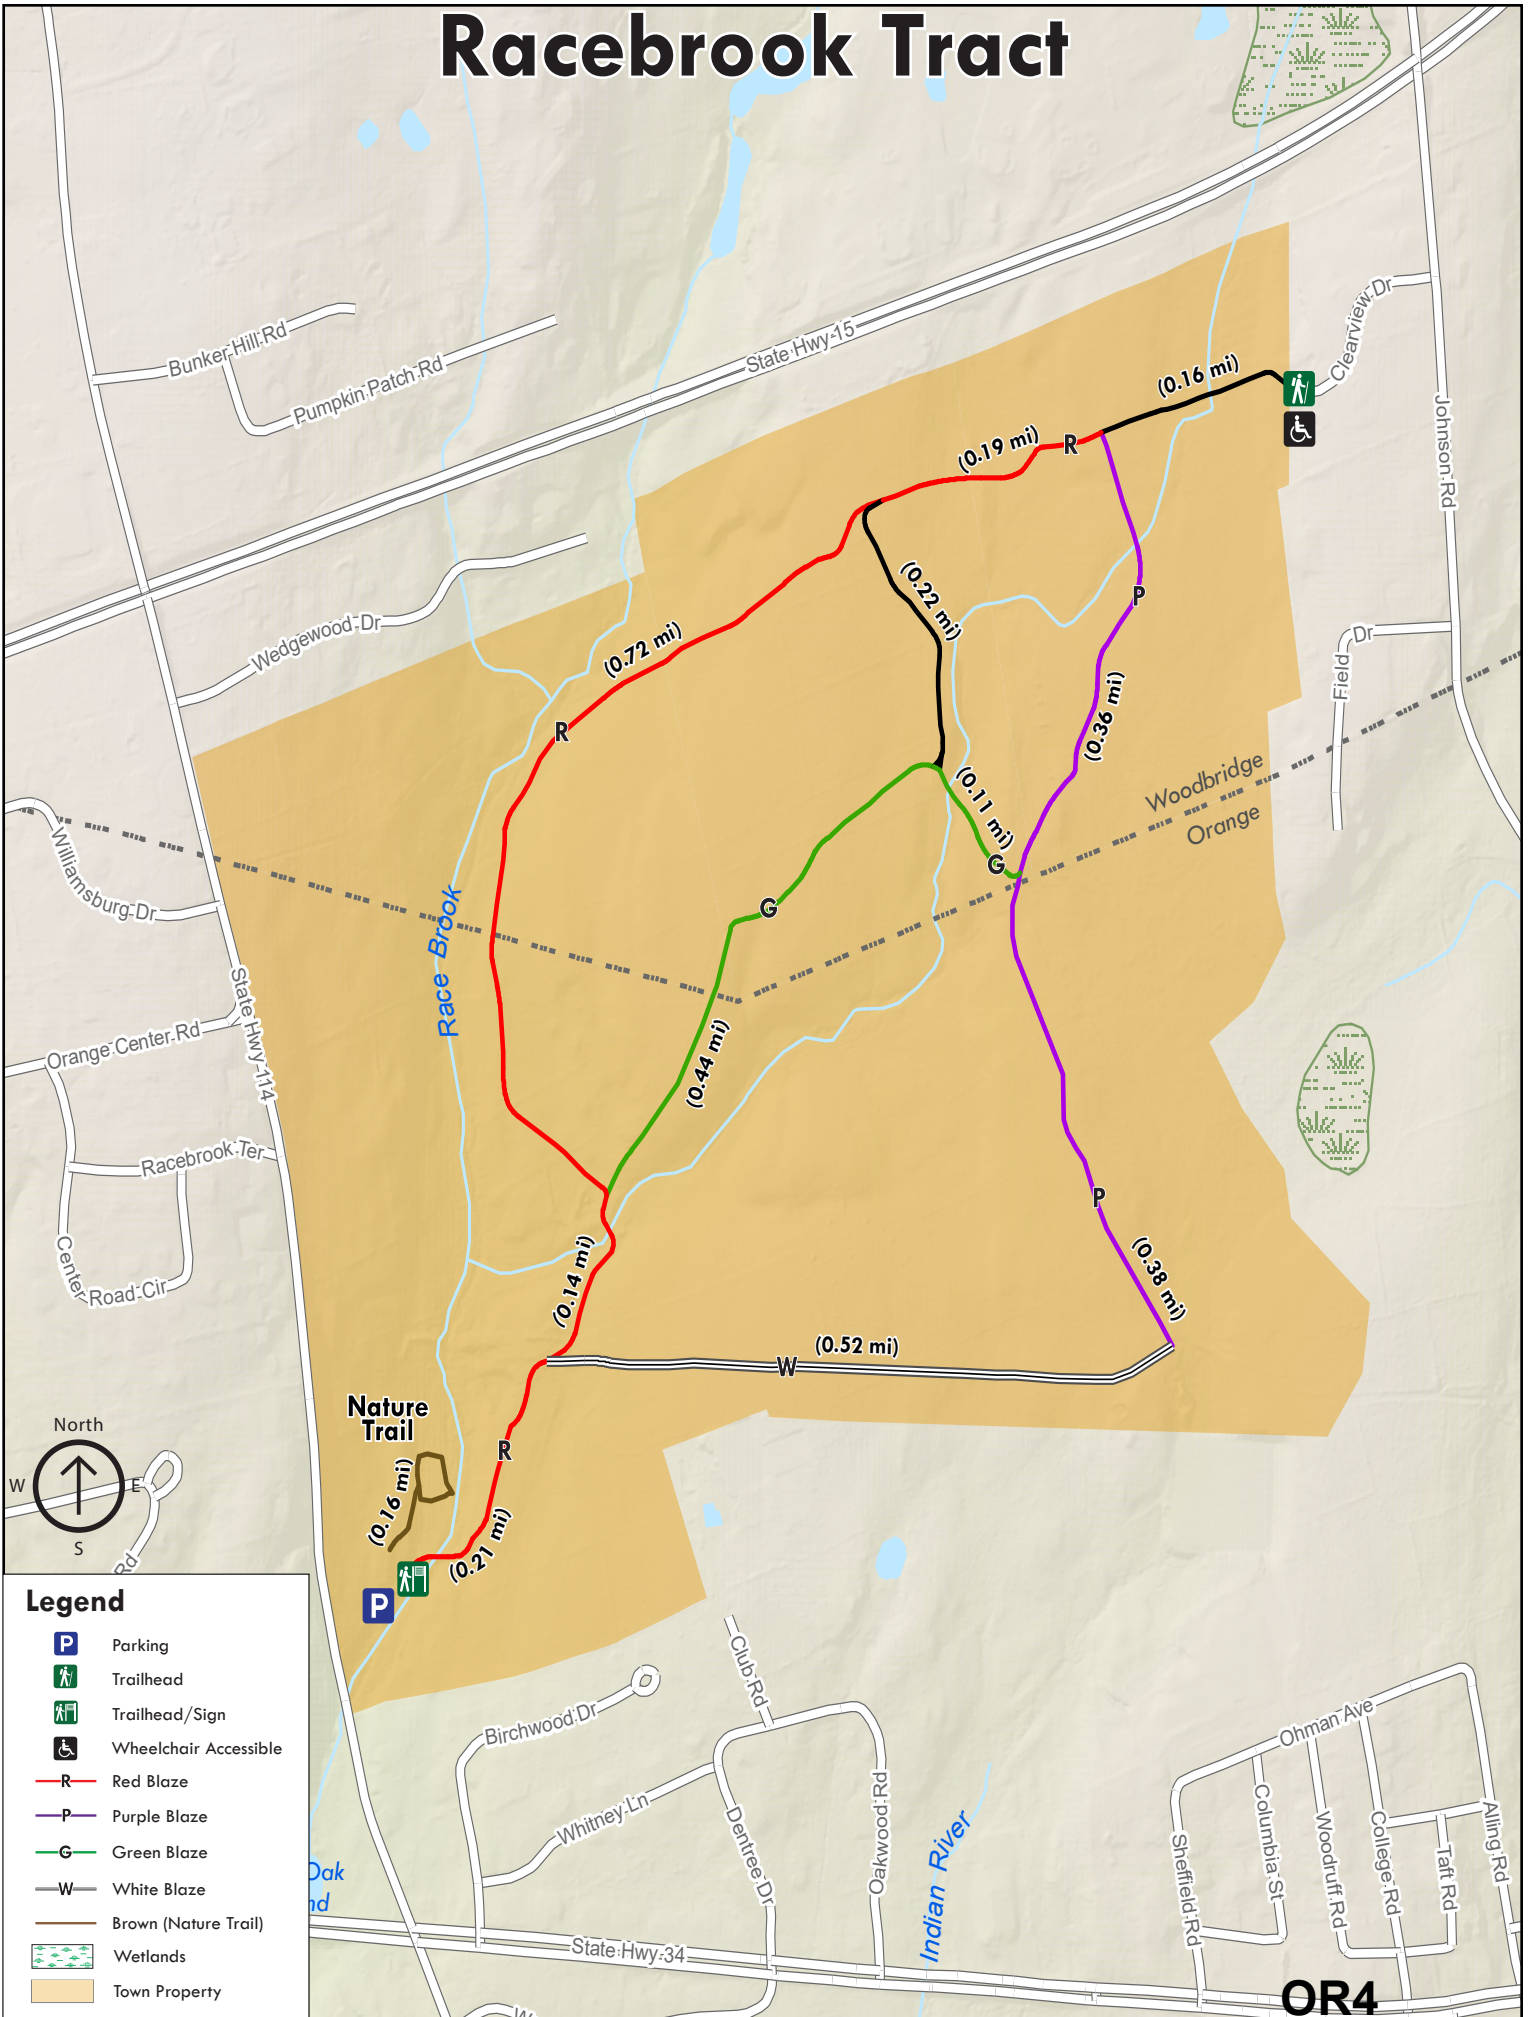 Racebrook Tract
Bunker Hill Rd
Pumpkin Patch Rd
State Hwy 15
Clearview Dr
Johnson Rd
(0.16 mi)
(0.19 mi)
R
(0.22 mi)
P
Wedgewood Dr
(0.72 mi)
R
Field
Dr
(0.36 mi)
Woodbridge
Orange
(0.11 mi)
G
G
Williamsburg Dr
Race Brook
State Hwy 114
Orange Center Rd
(0.44 mi)
Racebrook Ter
Center
Road Cir
P
(0.38 mi)
(0.14 mi)
(0.52 mi)
W
Nature
Trail
R
(0.16 mi)
(0.21 mi)
P
North
W
E
S
Rd
Legend
P
Parking
Trailhead
Trailhead/Sign
Wheelchair Accessible
R
Red Blaze
P
Purple Blaze
G
Green Blaze
W
White Blaze
Brown (Nature Trail)
Wetlands
Town Property
Oak
nd
Club Rd
Birchwood Dr
Whitney Ln
Dentree Dr
Oakwood Rd
Indian River
State Hwy 34
Ohman Ave
Sheffield Rd
Columbia St
Woodruff Rd
College Rd
Taft Rd
Alling Rd
W
OR4